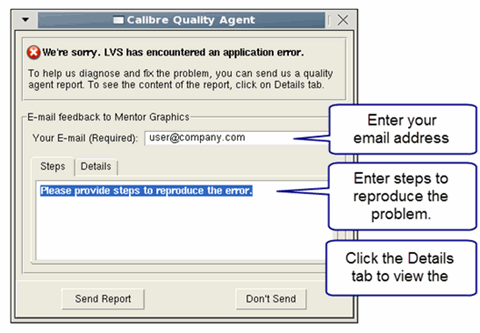 Calibre Quality Agent
We're sorry. LVS has encountered an application error.
To help us diagnose and fix the problem, you can send us a quality
agent report. To see the content of the report, click on Details tab.
E-mail feedback to Mentor Graphics
Your E-mail (Required): user@company.com
Enter your
email address
Steps Details
Please provide steps to reproduce the error.
Enter steps to
reproduce the
problem.
Click the Details
tab to view the
Send Report Don't Send